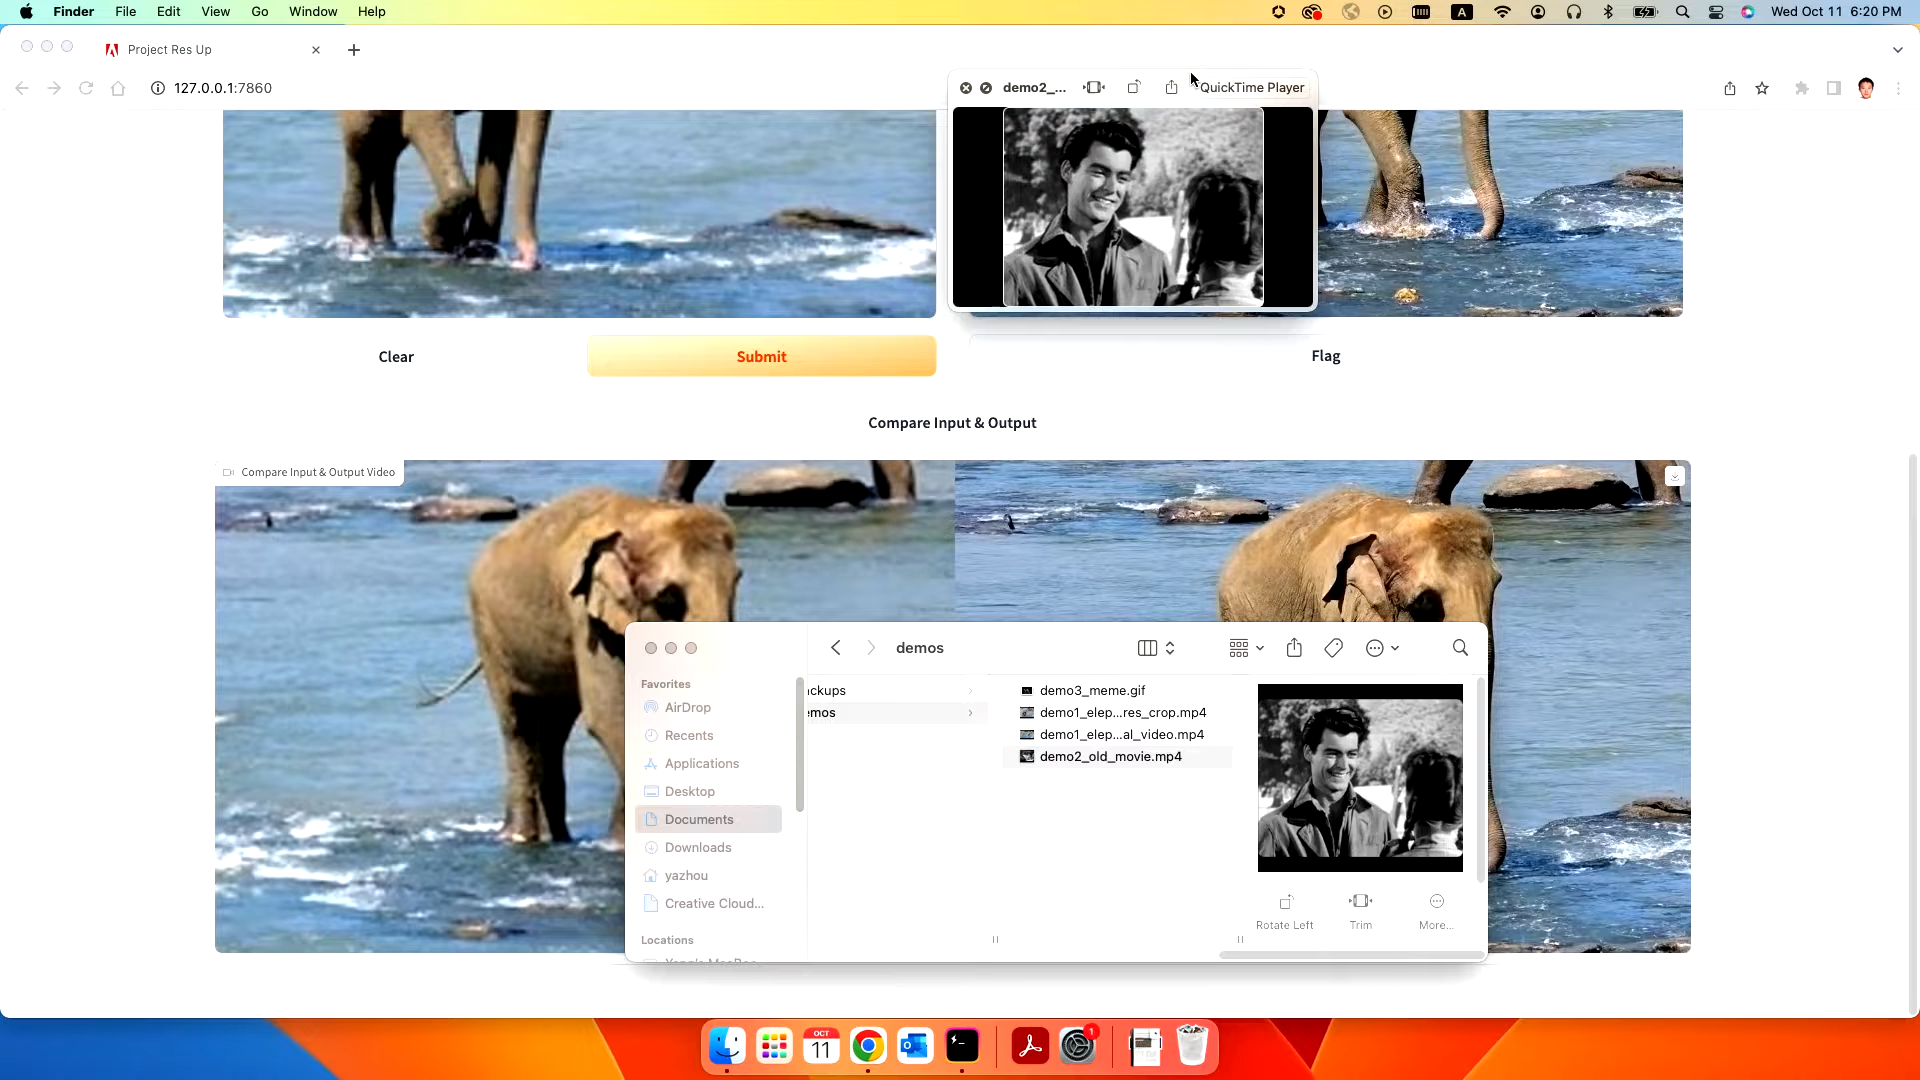 Finder File Edit View Go Window Help
A
Wed Oct 11 6:20 PM
Project Res Up
127.0.0.1:7860
demo2_...
QuickTime Player
Clear
Submit
Flag
Compare Input & Output
Compare Input & Output Video
demos
Favorites
AirDrop
Recents
Applications
Desktop
Documents
Downloads
yazhou
Creative Cloud...
Locations
ckups
emos
demo3_meme.gif
demo1_elep...res_crop.mp4
demo1_elep...al_video.mp4
demo2_old_movie.mp4
Rotate Left
Trim
More...
OCT
11
1